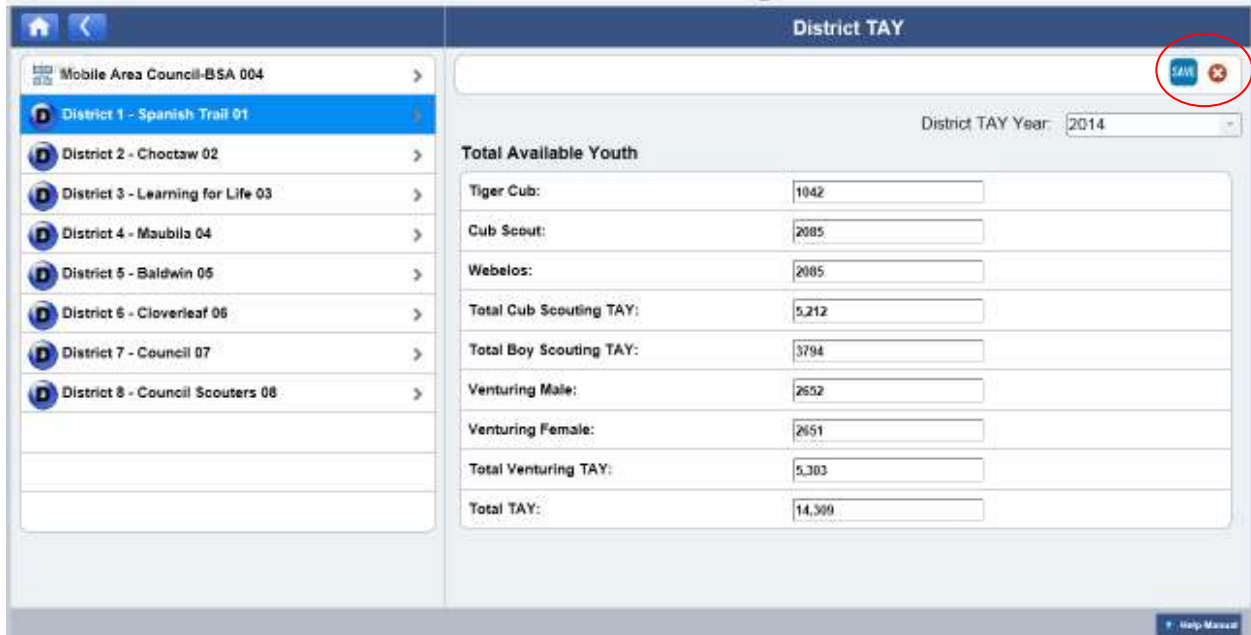 District TAY
Mobile Area Council-BSA 004
District 1 - Spanish Trail 01
District 2 - Choctaw 02
District 3 - Learning for Life 03
District 4 - Maubila 04
District 5 - Baldwin 05
District 6 - Cloverleaf 06
District 7 - Council 07
District 8 - Council Scouters 08
SAVE
District TAY Year: 2014
Total Available Youth
Tiger Cub: 1042
Cub Scout: 2085
Webelos: 2085
Total Cub Scouting TAY: 5,212
Total Boy Scouting TAY: 3794
Venturing Male: 2652
Venturing Female: 2651
Total Venturing TAY: 5,303
Total TAY: 14,309
? Help Manual